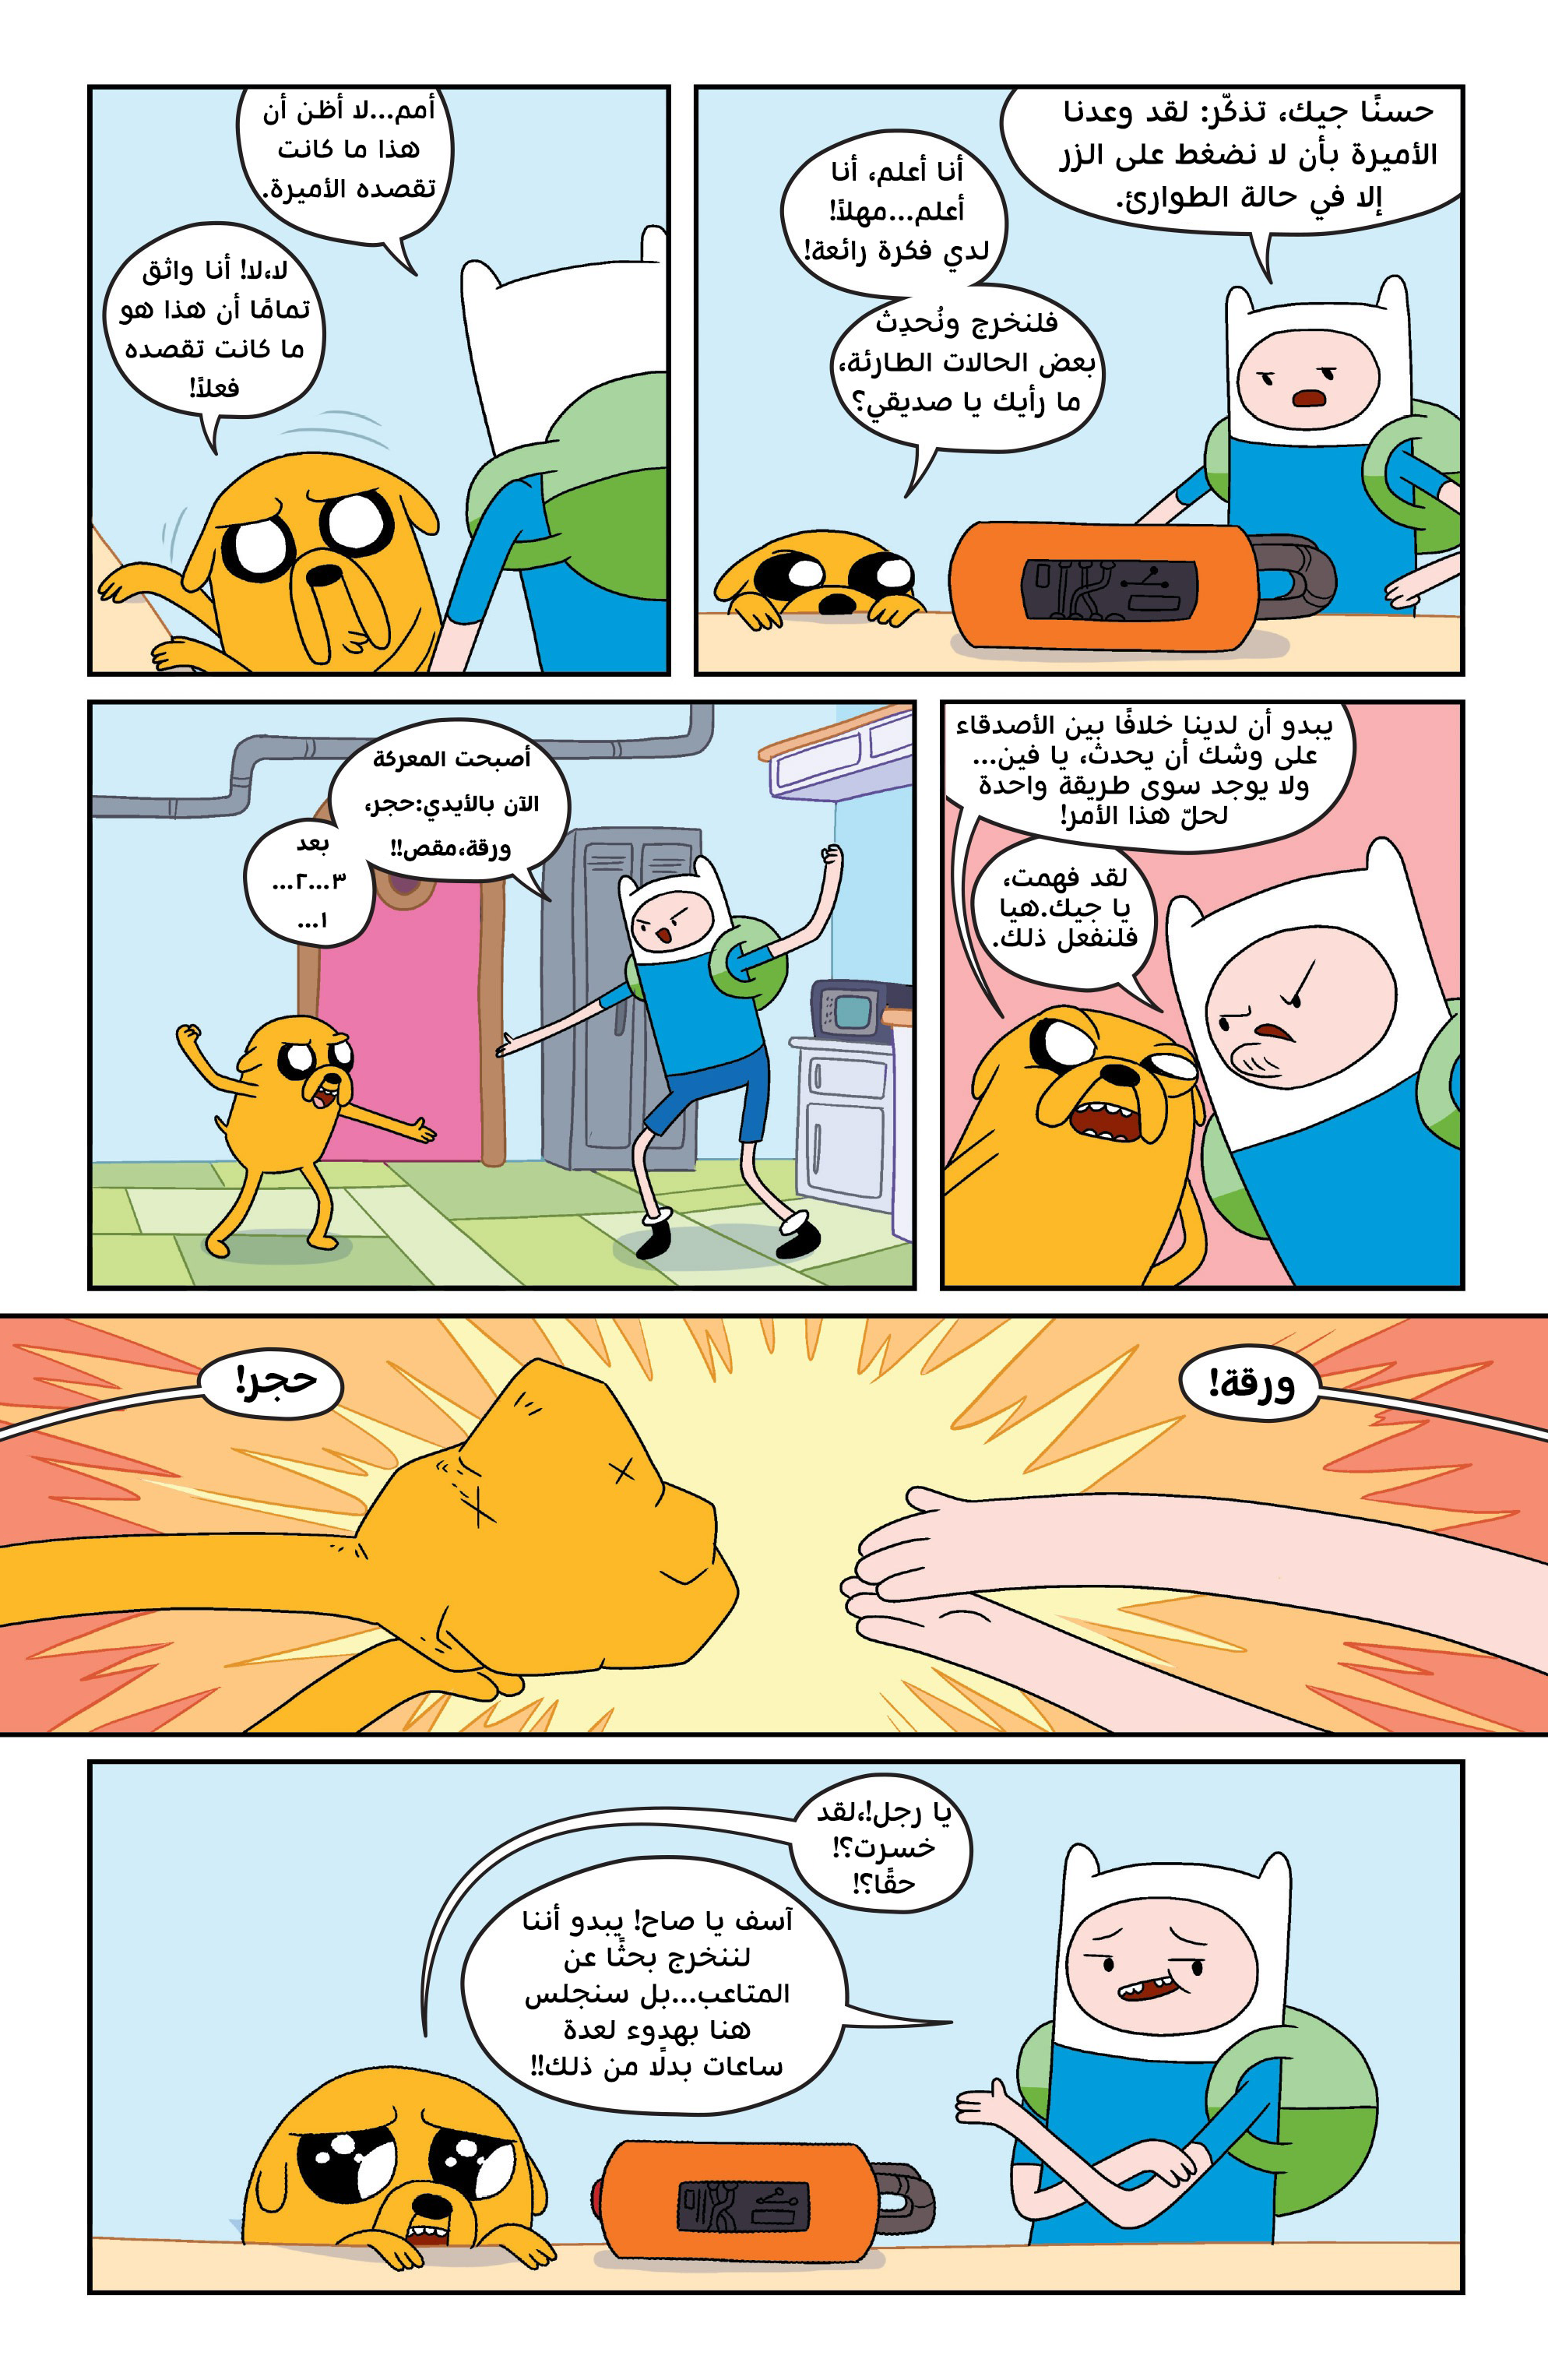 حسنًا جيك، تذكّر: لقد وعدنا
الأميرة بأن لا نضغط على الزر
إلا في حالة الطوارئ.
أنا أعلم، أنا
أعلم...مهلاً!
لدي فكرة رائعة!
فلنخرج ونُحدِث
بعض الحالات الطارئة،
ما رأيك يا صديقي؟
أمم...لا أظن أن
هذا ما كانت
تقصده الأميرة.
لا،لا! أنا واثق
تمامًا أن هذا هو
ما كانت تقصده
فعلاً!
يبدو أن لدينا خلافًا بين الأصدقاء
على وشك أن يحدث، يا فين...
ولا يوجد سوى طريقة واحدة
لحلّ هذا الأمر!
لقد فهمت،
يا جيك.هيا
فلنفعل ذلك.
أصبحت المعركة
الآن بالأيدي:حجر،
ورقة،مقص!!
بعد
٣...٢...
١...
ورقة!
حجر!
يا رجل!،لقد
خسرت؟!
حقًا؟!
آسف يا صاح! يبدو أننا
لننخرج بحثًا عن
المتاعب...بل سنجلس
هنا بهدوء لعدة
ساعات بدلًا من ذلك!!